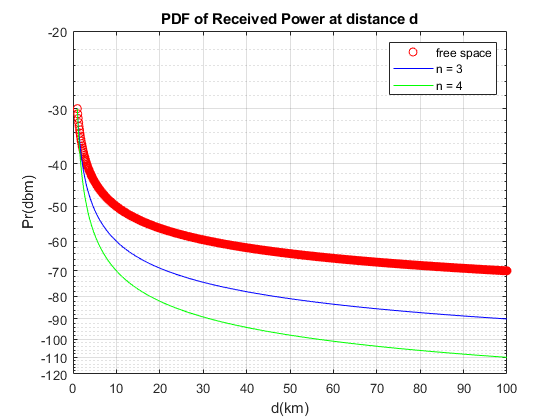 PDF of Received Power at distance d
free space
n = 3
n = 4
Pr(dbm)
-20
-30
-40
-50
-60
-70
-80
-90
-100
-110
-120
0 10 20 30 40 50 60 70 80 90 100
d(km)